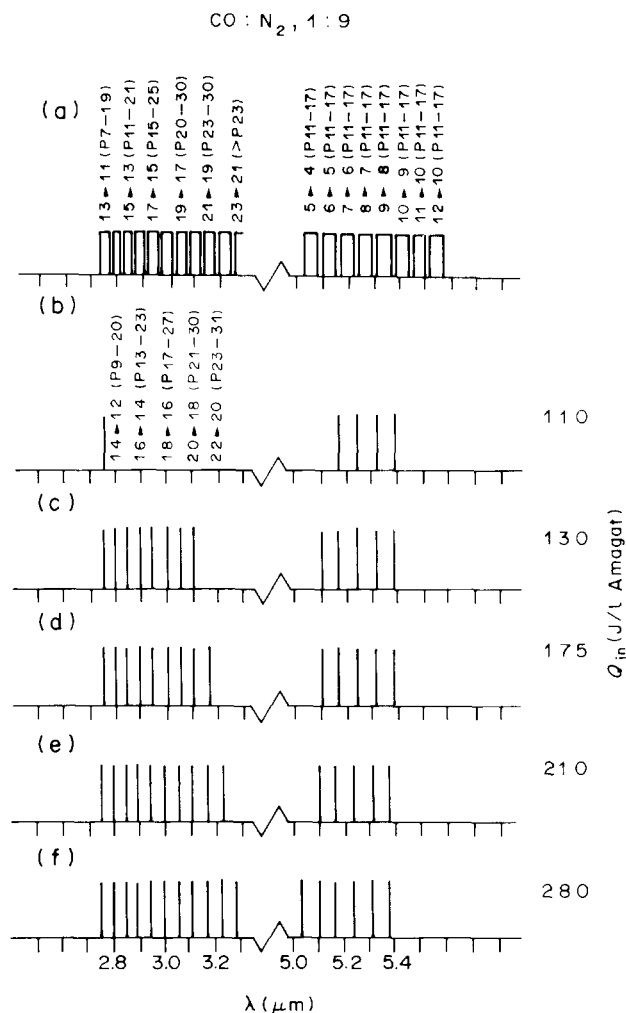 CO : N₂, 1 : 9
(a)
13 ► 11 (P7–19)
15 ► 13 (P11–21)
17 ► 15 (P15–25)
19 ► 17 (P20–30)
21 ► 19 (P23–30)
23 ► 21 (>P23)
5 ► 4 (P11–17)
6 ► 5 (P11–17)
7 ► 6 (P11–17)
8 ► 7 (P11–17)
9 ► 8 (P11–17)
10 ► 9 (P11–17)
11 ► 10 (P11–17)
12 ► 10 (P11–17)
(b)
14 ► 12 (P9–20)
16 ► 14 (P13–23)
18 ► 16 (P17–27)
20 ► 18 (P21–30)
22 ► 20 (P23–31)
110
(c)
130
(d)
175
(e)
210
(f)
280
Q_in (J/l Amagat)
2.8 3.0 3.2 5.0 5.2 5.4
λ (μm)